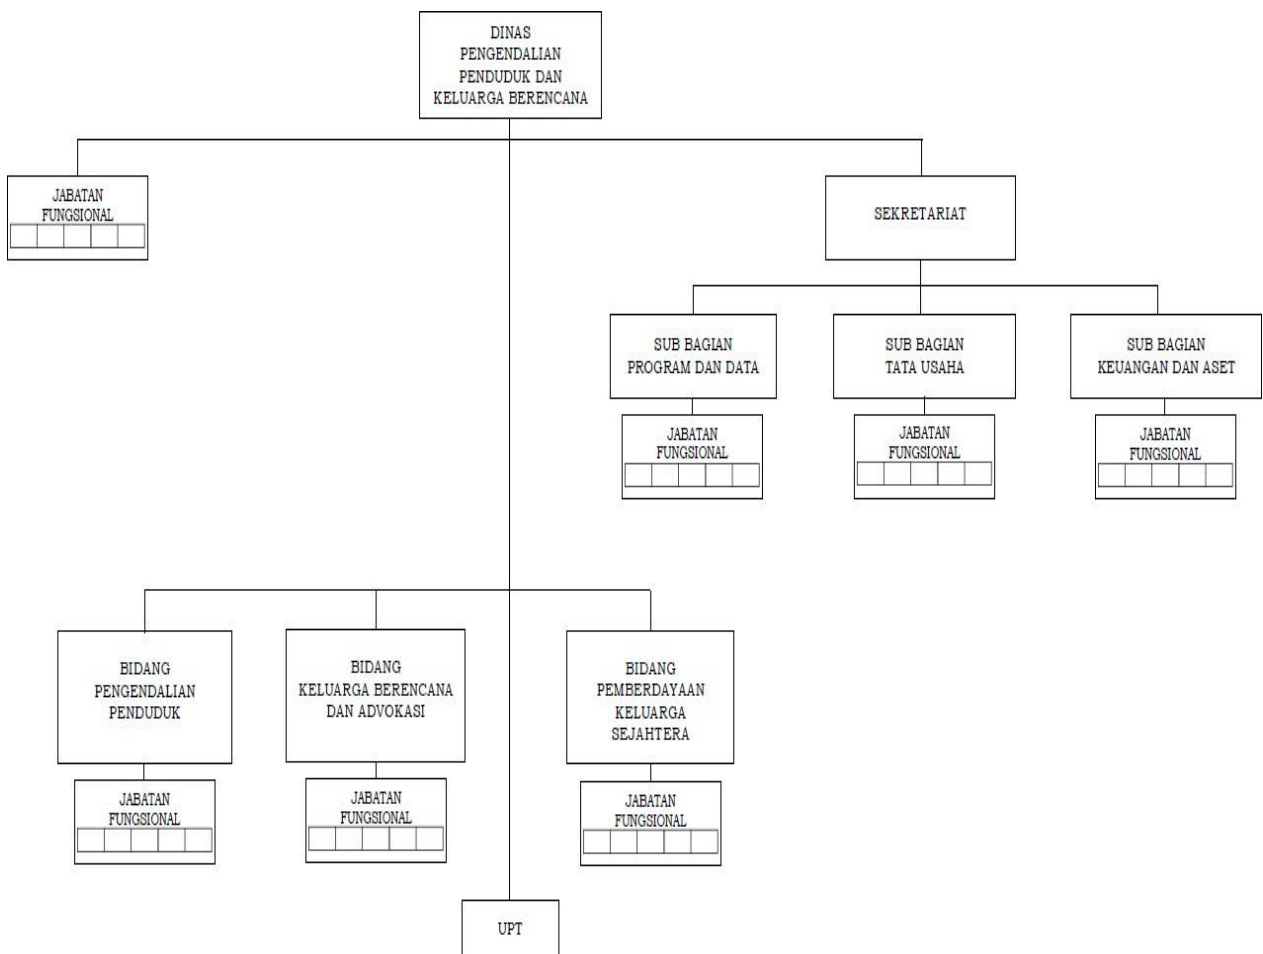 DINAS
PENGENDALIAN
PENDUDUK DAN
KELUARGA BERENCANA
JABATAN
FUNGSIONAL
SEKRETARIAT
SUB BAGIAN
PROGRAM DAN DATA
SUB BAGIAN
TATA USAHA
SUB BAGIAN
KEUANGAN DAN ASET
JABATAN
FUNGSIONAL
JABATAN
FUNGSIONAL
JABATAN
FUNGSIONAL
BIDANG
PENGENDALIAN
PENDUDUK
BIDANG
KELUARGA BERENCANA
DAN ADVOKASI
BIDANG
PEMBERDAYAAN
KELUARGA
SEJAHTERA
JABATAN
FUNGSIONAL
JABATAN
FUNGSIONAL
JABATAN
FUNGSIONAL
UPT